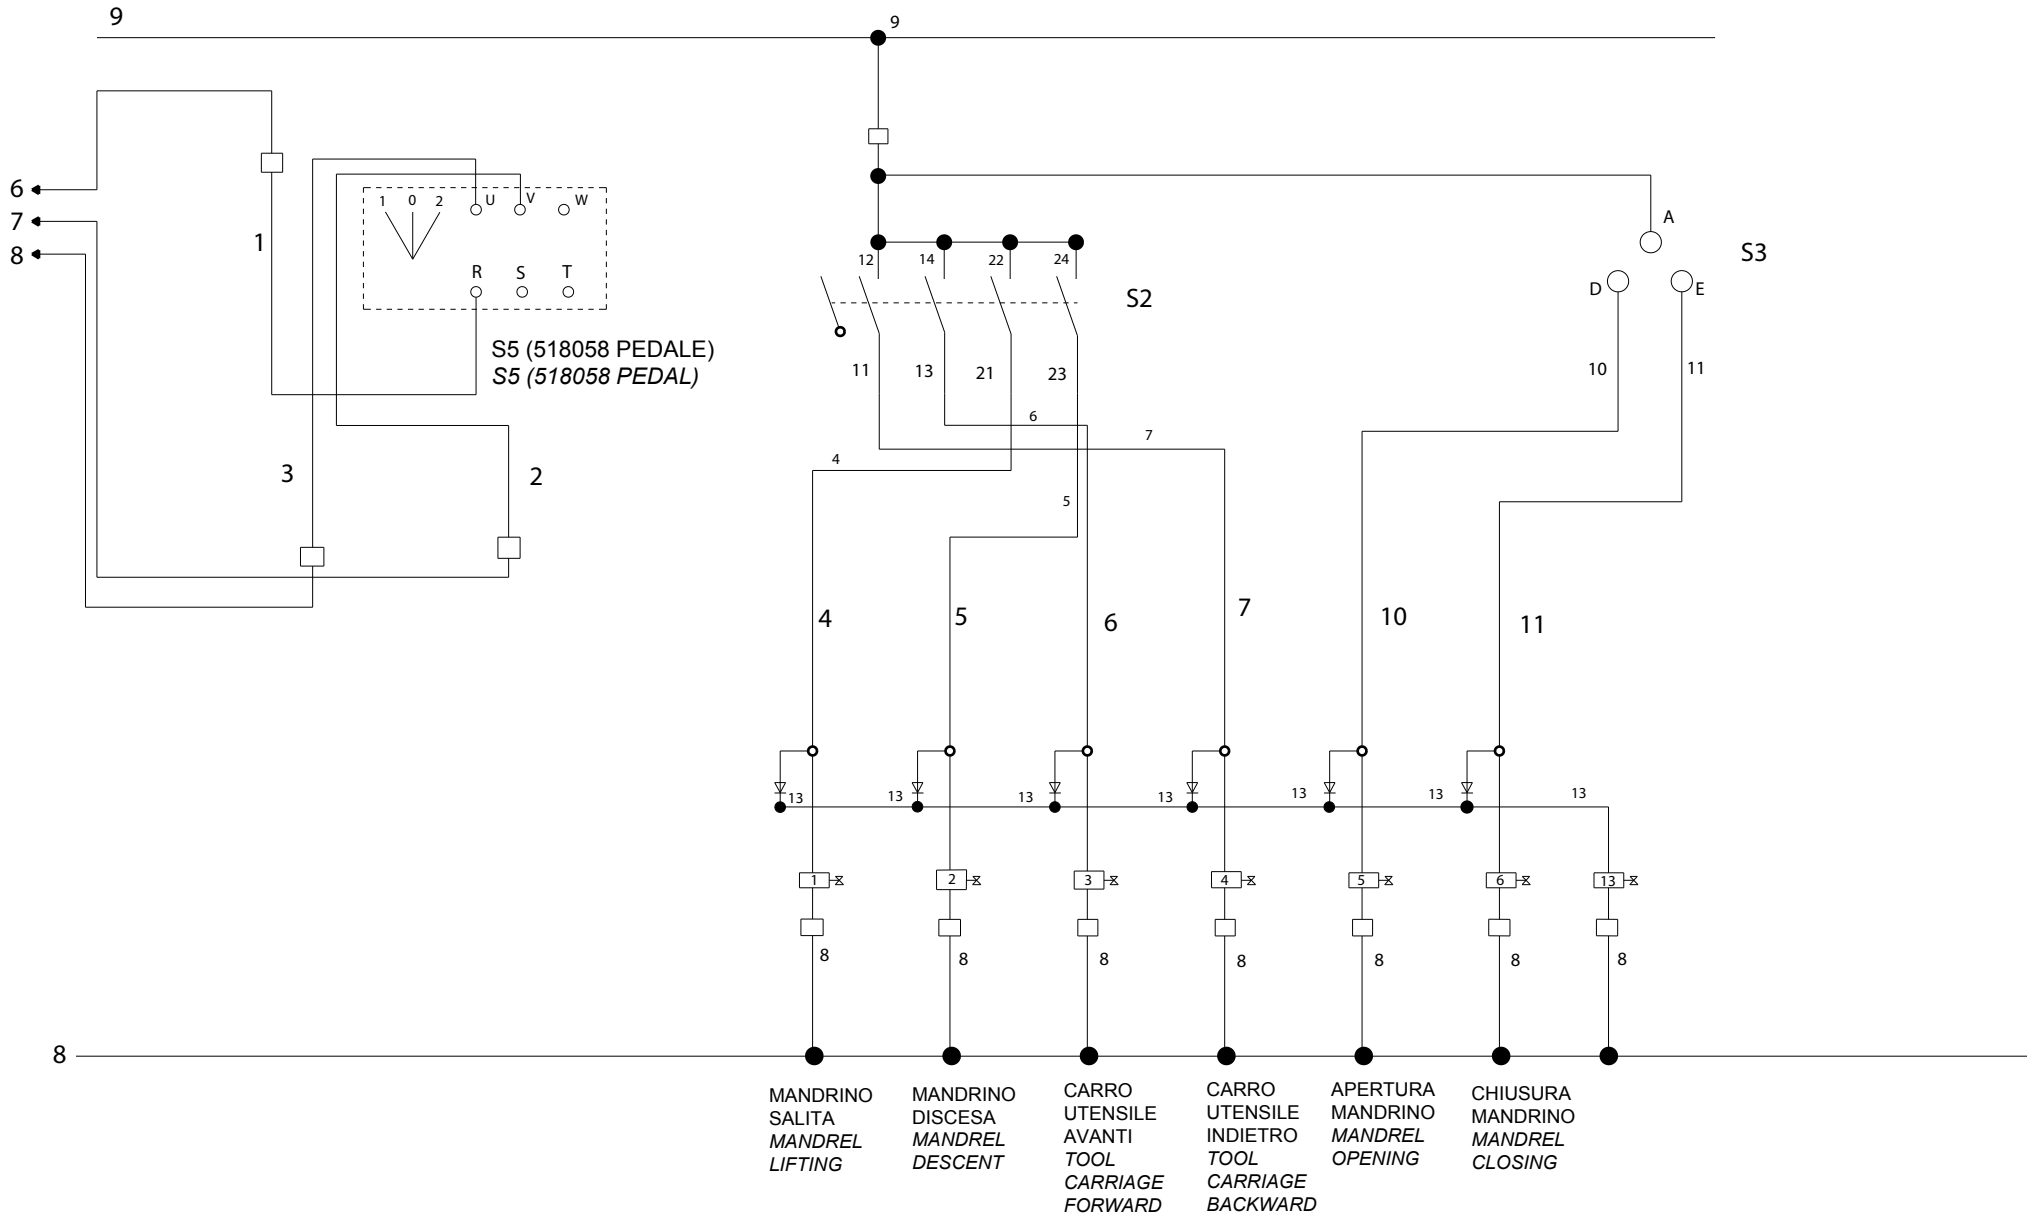 9
9
6
7
8
1
1 0 2
U V W
R S T
S5 (518058 PEDALE)
S5 (518058 PEDAL)
3
2
12 14 22 24
S2
11 13 21 23
A
S3
D E
10 11
6
7
4
5
4 5 6 7 10 11
13 13 13 13 13 13 13
1 2 3 4 5 6 13
8 8 8 8 8 8 8
8
MANDRINO
SALITA
MANDREL
LIFTING
MANDRINO
DISCESA
MANDREL
DESCENT
CARRO
UTENSILE
AVANTI
TOOL
CARRIAGE
FORWARD
CARRO
UTENSILE
INDIETRO
TOOL
CARRIAGE
BACKWARD
APERTURA
MANDRINO
MANDREL
OPENING
CHIUSURA
MANDRINO
MANDREL
CLOSING